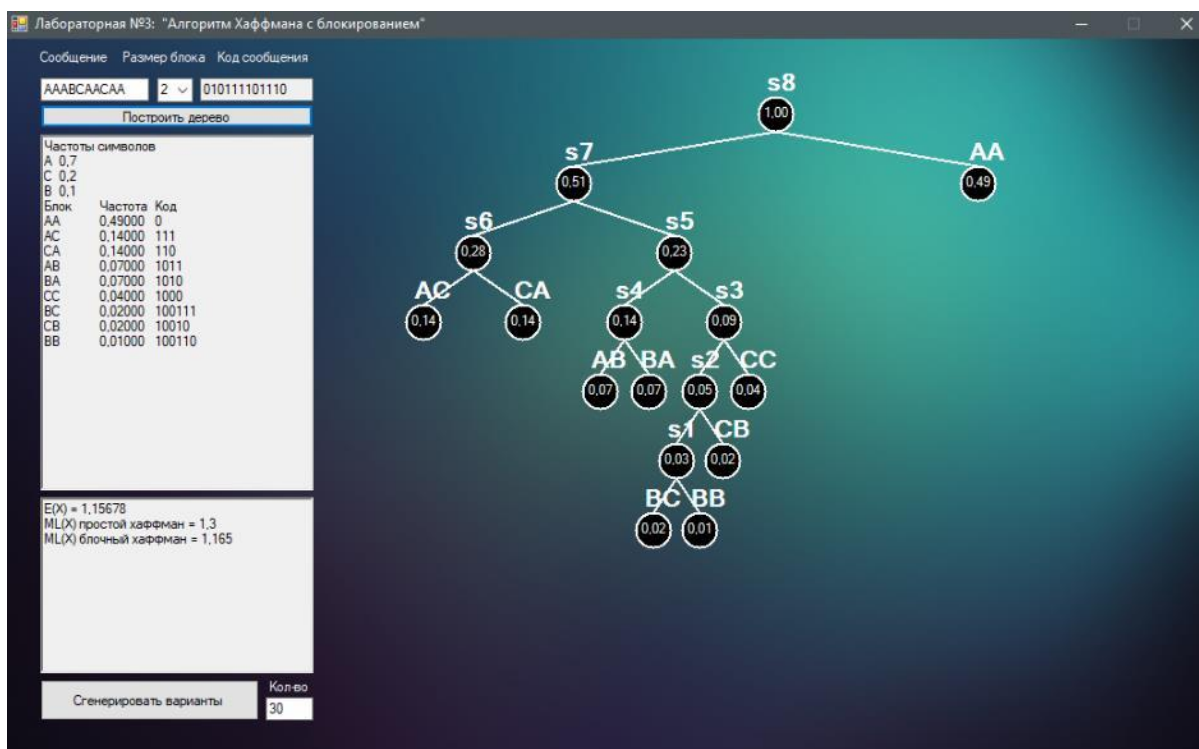 Лабораторная №3: "Алгоритм Хаффмана с блокированием"
Сообщение Размер блока Код сообщения
AAABCAACAA 2 010111101110
Построить дерево
Частоты символов
A 0,7
C 0,2
B 0,1
Блок Частота Код
AA 0,49000 0
AC 0,14000 111
CA 0,14000 110
AB 0,07000 1011
BA 0,07000 1010
CC 0,04000 1000
BC 0,02000 100111
CB 0,02000 10010
BB 0,01000 100110
E(X) = 1,15678
ML(X) простой хаффман = 1,3
ML(X) блочный хаффман = 1,165
Сгенерировать варианты
Кол-во
30
s8
1,00
s7 AA
0,51 0,49
s6 s5
0,28 0,23
AC CA s4 s3
0,14 0,14 0,14 0,09
AB BA s2 CC
0,07 0,07 0,05 0,04
s1 CB
0,03 0,02
BC BB
0,02 0,01